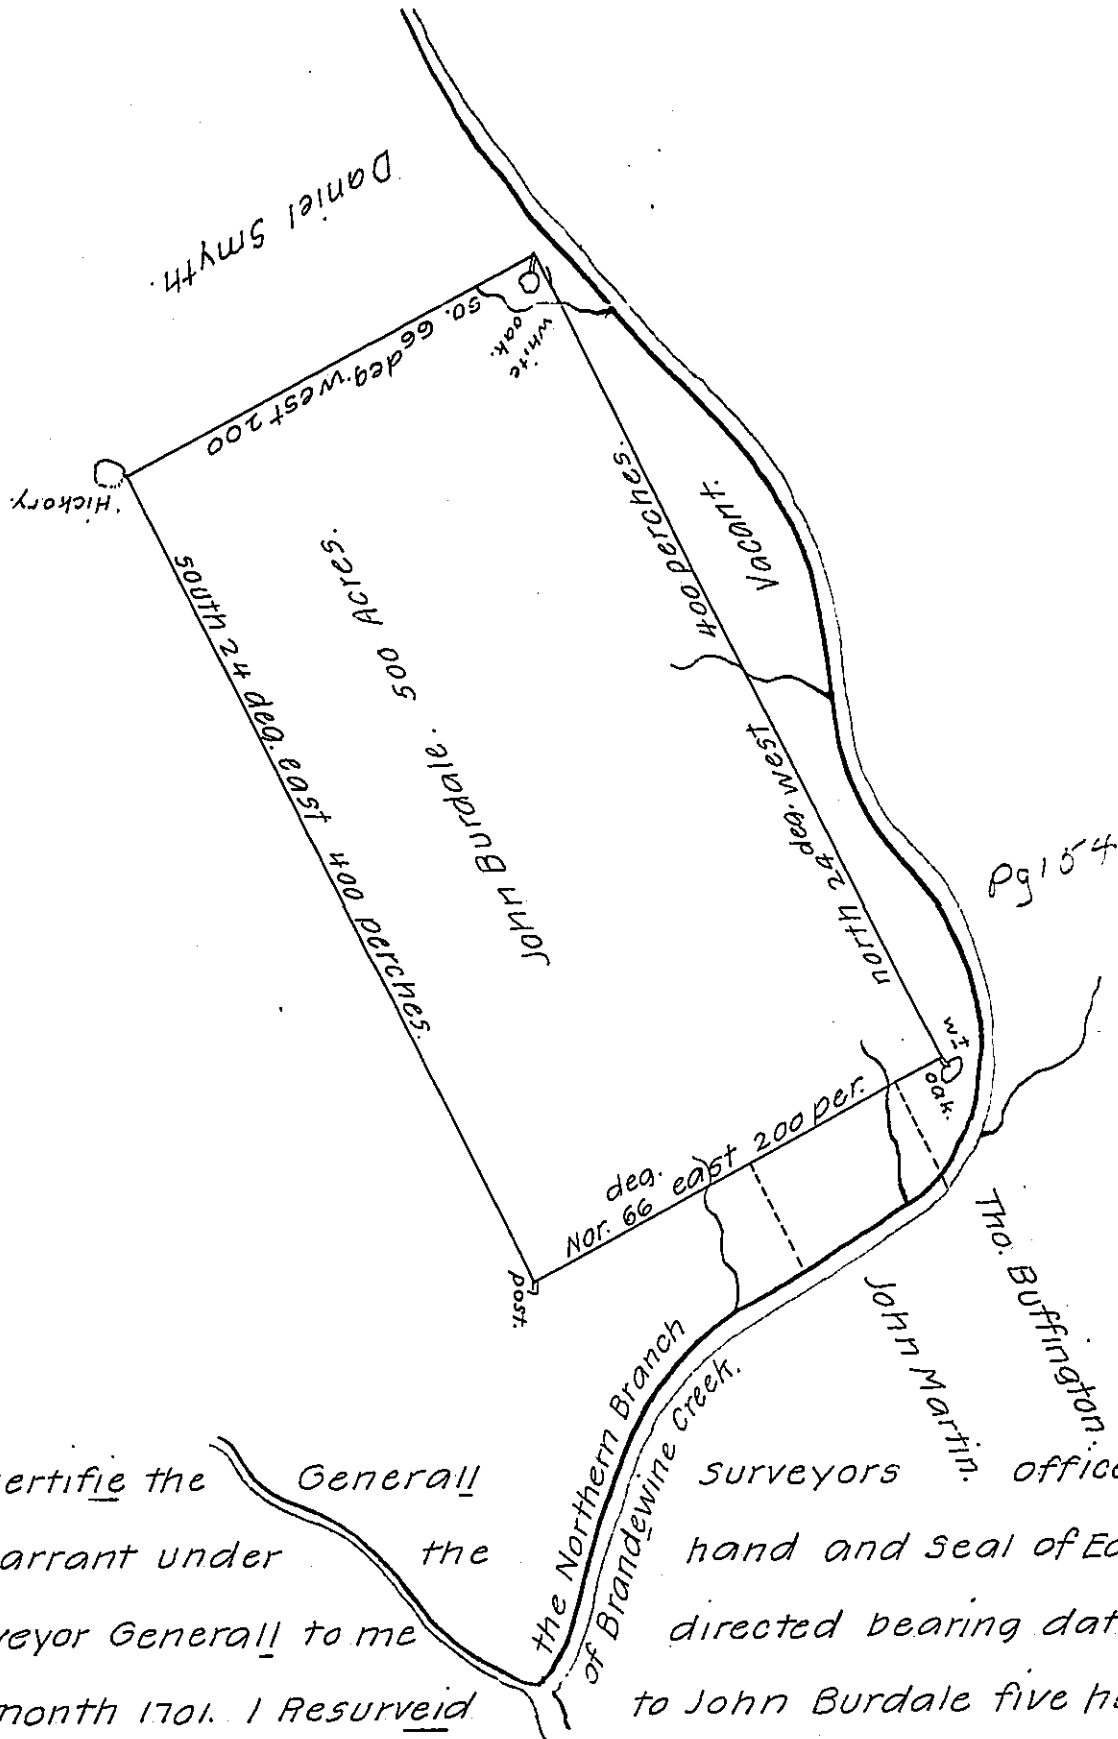 Daniel Smyth.
so. 66 deg. west 200
white
oak.
Hickory.
400 perches.
Vacant.
south 24 deg. east 400 perches.
John Burdale. 500 Acres.
north 24 deg. west
Pg 154
wt
oak.
deg.
Nor. 66 east 200 per.
post.
Tho. Buffington.
John Martin.
the Northern Branch
of Brandewine Creek.
ertifie the Generall surveyors office
arrant under the hand and seal of Ed
veyor Generall to me directed bearing dat
month 1701. I Resurveid to John Burdale five h